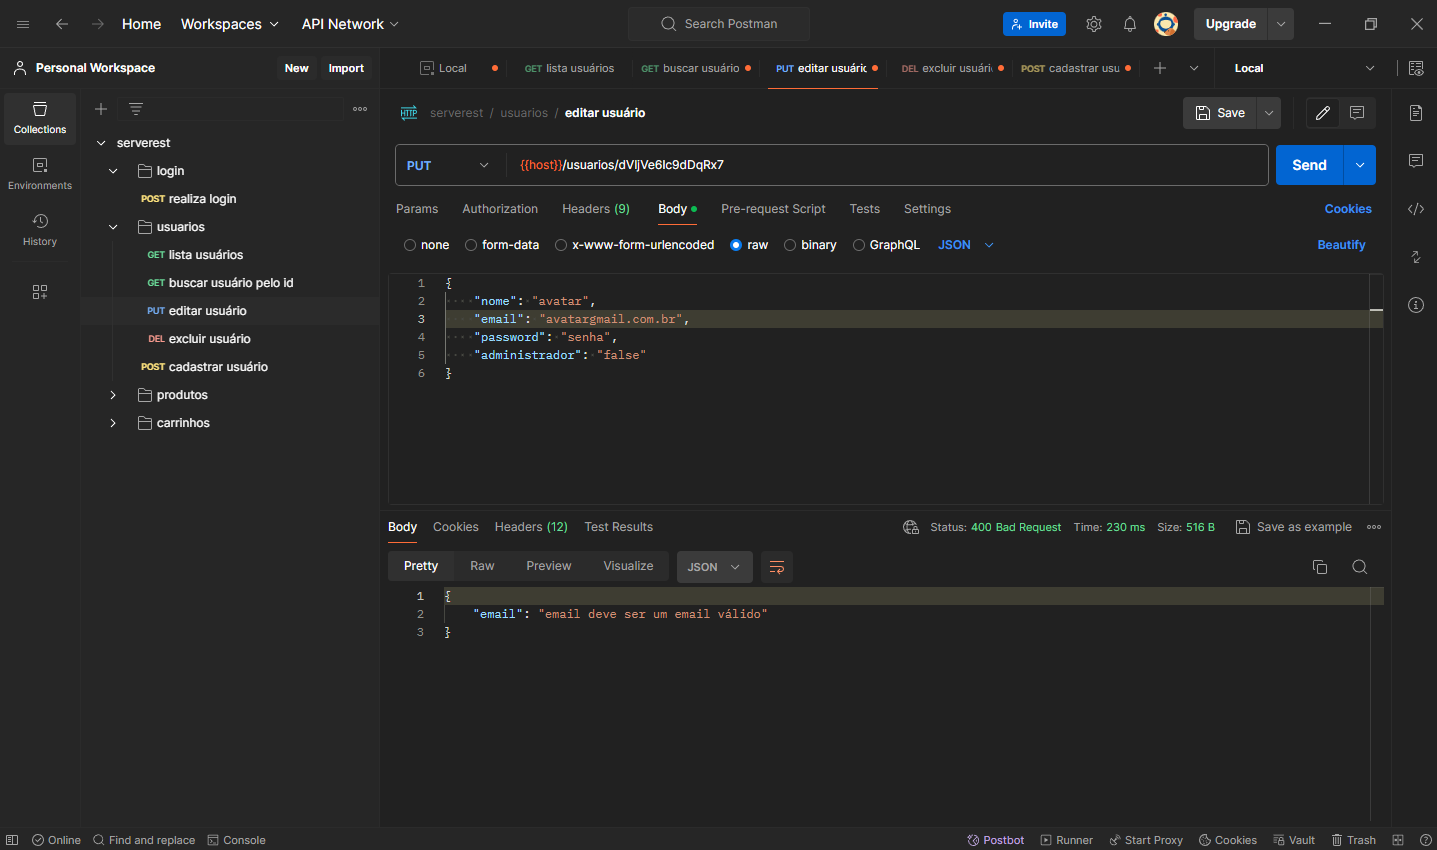 Home Workspaces API Network Search Postman Invite Upgrade
Personal Workspace New Import Local GET lista usuários GET buscar usuário PUT editar usuário DEL excluir usuári POST cadastrar usu Local
Collections
Environments
History
serverest
login
POST realiza login
usuarios
GET lista usuários
GET buscar usuário pelo id
PUT editar usuário
DEL excluir usuário
POST cadastrar usuário
produtos
carrinhos
HTTP serverest / usuarios / editar usuário Save
PUT {{host}}/usuarios/dVljVe6lc9dDqRx7 Send
Params Authorization Headers (9) Body Pre-request Script Tests Settings Cookies
none form-data x-www-form-urlencoded raw binary GraphQL JSON Beautify
1 {
2 "nome": "avatar",
3 "email": "avatargmail.com.br",
4 "password": "senha",
5 "administrador": "false"
6 }
Body Cookies Headers (12) Test Results Status: 400 Bad Request Time: 230 ms Size: 516 B Save as example
Pretty Raw Preview Visualize JSON
1 {
2 "email": "email deve ser um email válido"
3 }
Online Find and replace Console Postbot Runner Start Proxy Cookies Vault Trash